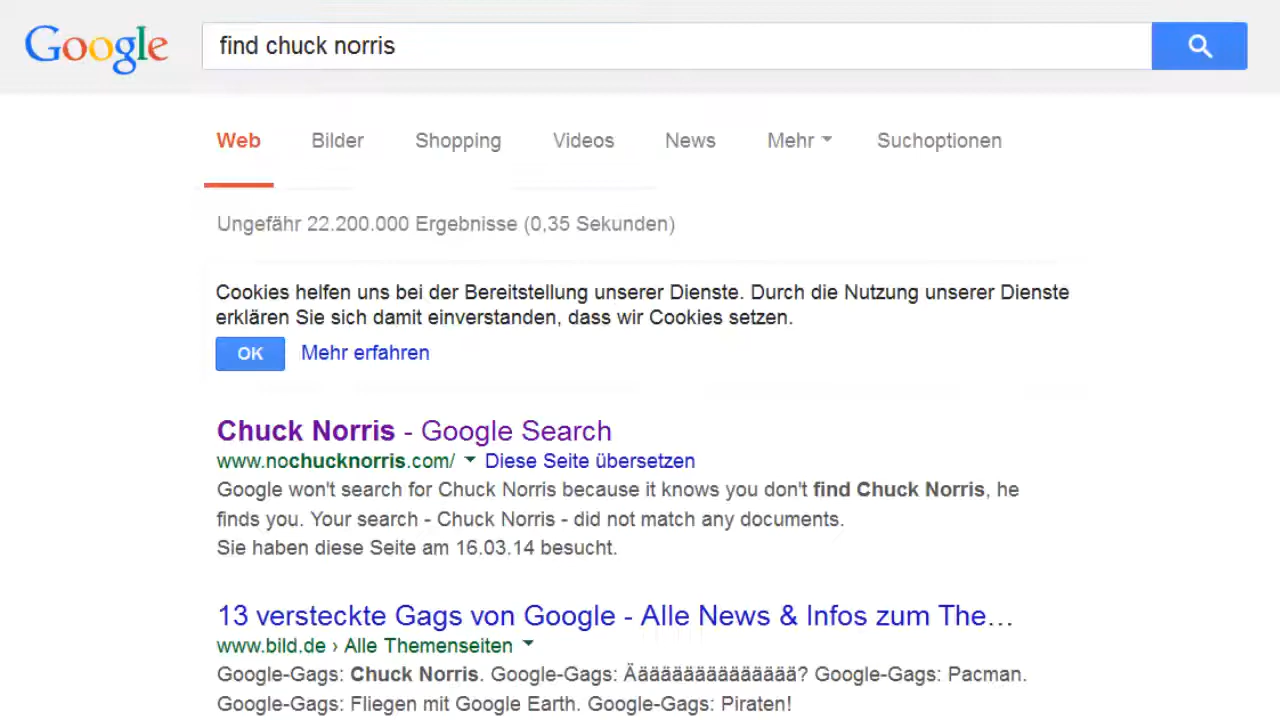 Google
find chuck norris
Web Bilder Shopping Videos News Mehr Suchoptionen
Ungefähr 22.200.000 Ergebnisse (0,35 Sekunden)
Cookies helfen uns bei der Bereitstellung unserer Dienste. Durch die Nutzung unserer Dienste
erklären Sie sich damit einverstanden, dass wir Cookies setzen.
OK Mehr erfahren
Chuck Norris - Google Search
www.nochucknorris.com/ Diese Seite übersetzen
Google won't search for Chuck Norris because it knows you don't find Chuck Norris, he
finds you. Your search - Chuck Norris - did not match any documents.
Sie haben diese Seite am 16.03.14 besucht.
13 versteckte Gags von Google - Alle News & Infos zum The...
www.bild.de › Alle Themenseiten
Google-Gags: Chuck Norris. Google-Gags: Äääääääääääääää? Google-Gags: Pacman.
Google-Gags: Fliegen mit Google Earth. Google-Gags: Piraten!